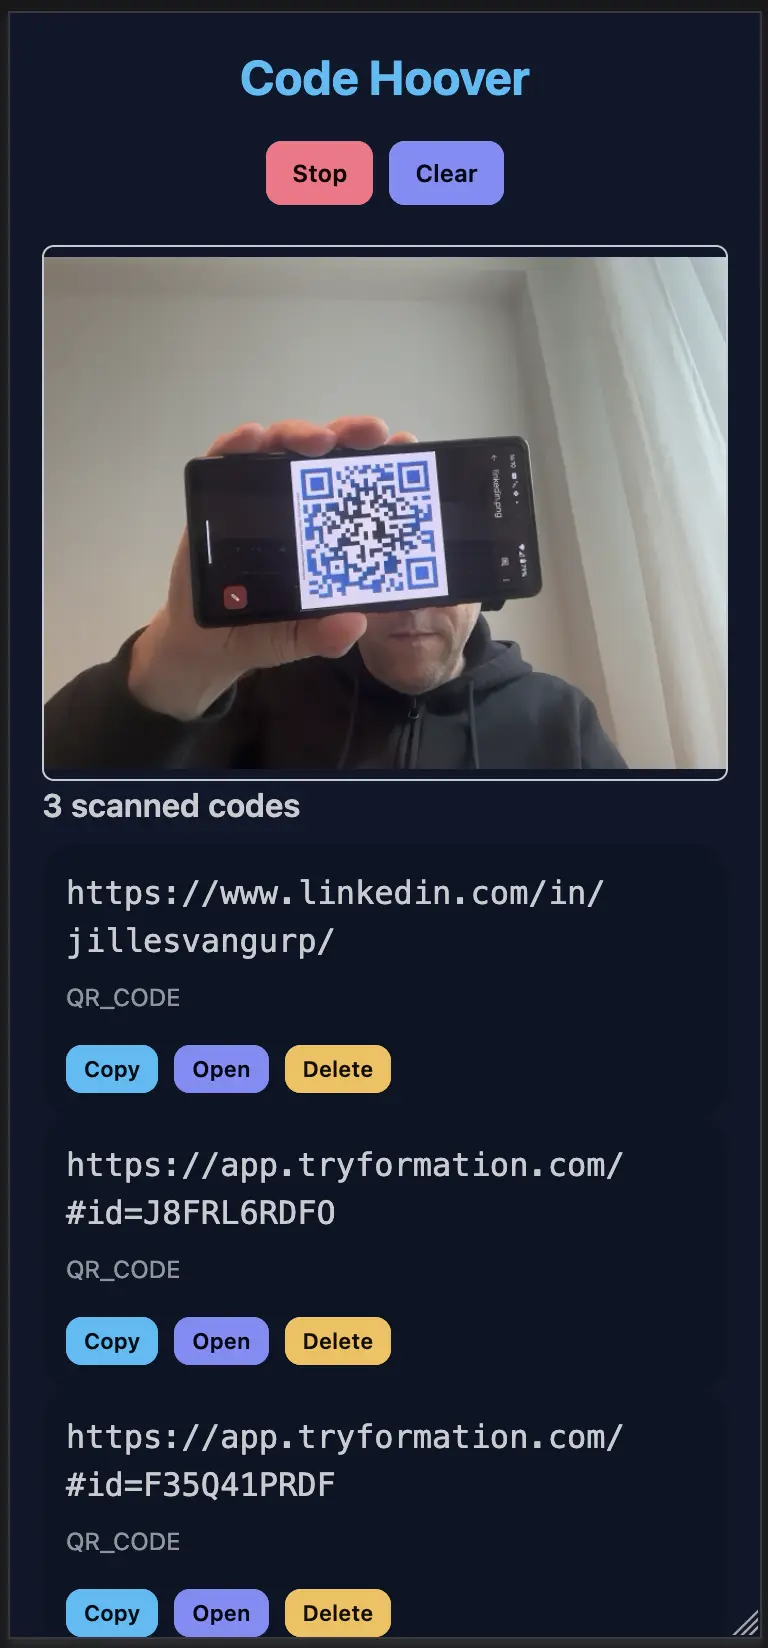 Code Hoover
Stop
Clear
linkedin.png
3 scanned codes
https://www.linkedin.com/in/
jillesvangurp/
QR_CODE
Copy
Open
Delete
https://app.tryformation.com/
#id=J8FRL6RDFO
QR_CODE
Copy
Open
Delete
https://app.tryformation.com/
#id=F35Q41PRDF
QR_CODE
Copy
Open
Delete